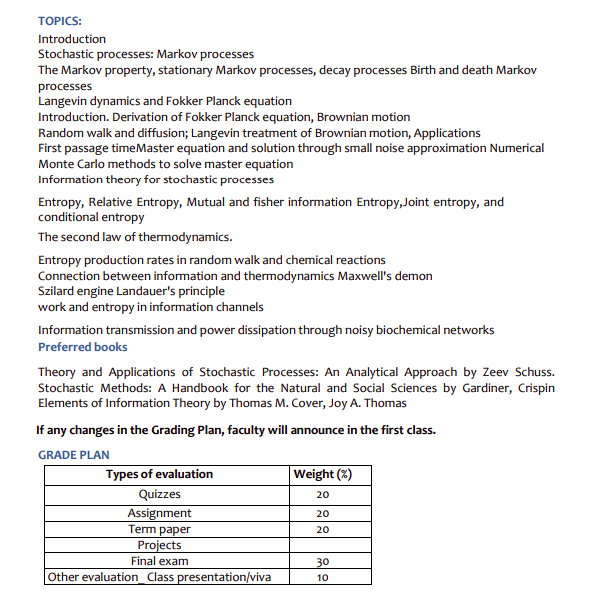 TOPICS:
Introduction
Stochastic processes: Markov processes
The Markov property, stationary Markov processes, decay processes Birth and death Markov
processes
Langevin dynamics and Fokker Planck equation
Introduction. Derivation of Fokker Planck equation, Brownian motion
Random walk and diffusion; Langevin treatment of Brownian motion, Applications
First passage timeMaster equation and solution through small noise approximation Numerical
Monte Carlo methods to solve master equation
Information theory for stochastic processes
Entropy, Relative Entropy, Mutual and fisher information Entropy,Joint entropy, and
conditional entropy
The second law of thermodynamics.
Entropy production rates in random walk and chemical reactions
Connection between information and thermodynamics Maxwell's demon
Szilard engine Landauer's principle
work and entropy in information channels
Information transmission and power dissipation through noisy biochemical networks
Preferred books
Theory and Applications of Stochastic Processes: An Analytical Approach by Zeev Schuss.
Stochastic Methods: A Handbook for the Natural and Social Sciences by Gardiner, Crispin
Elements of Information Theory by Thomas M. Cover, Joy A. Thomas
If any changes in the Grading Plan, faculty will announce in the first class.
GRADE PLAN
Types of evaluation Weight (%)
Quizzes 20
Assignment 20
Term paper 20
Projects
Final exam 30
Other evaluation_ Class presentation/viva 10